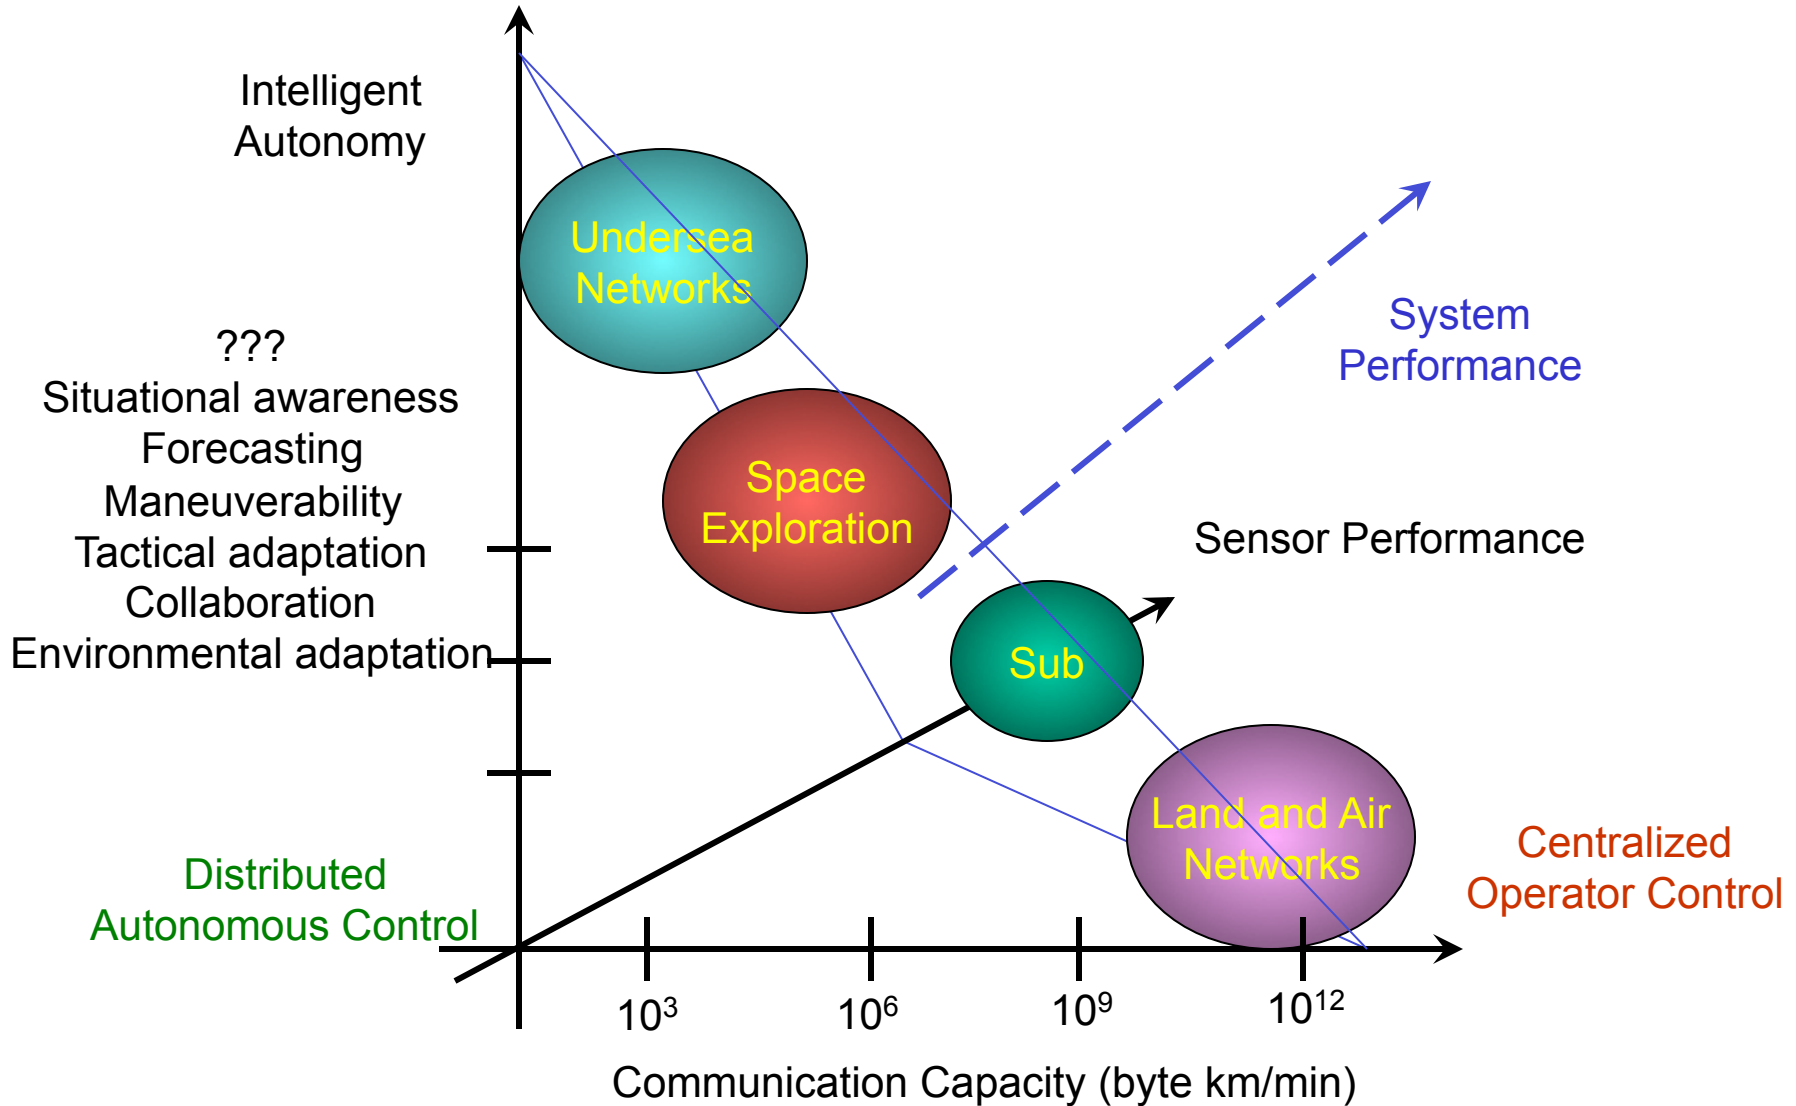 Intelligent
Autonomy
Undersea
Networks
System
Performance
???
Situational awareness
Forecasting
Maneuverability
Tactical adaptation
Collaboration
Environmental adaptation
Space
Exploration
Sensor Performance
Sub
Land and Air
Networks
Distributed
Autonomous Control
Centralized
Operator Control
10³
10⁶
10⁹
10¹²
Communication Capacity (byte km/min)